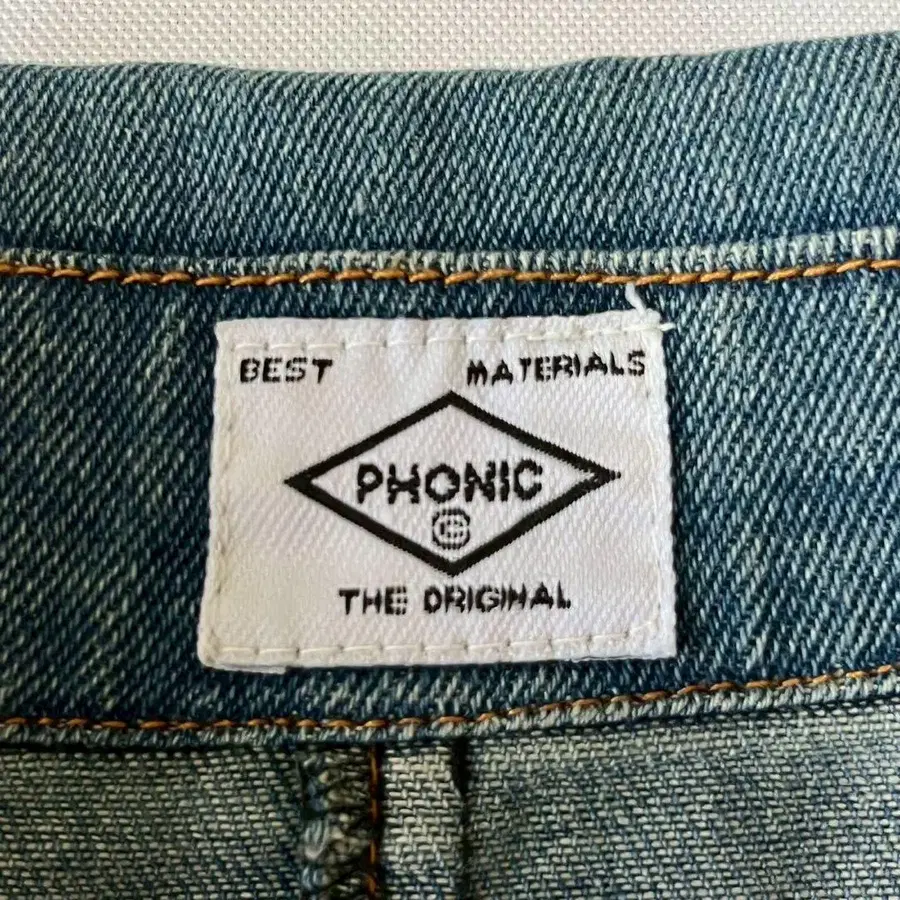 BEST MATERIALS
PHONIC
©
THE ORIGINAL